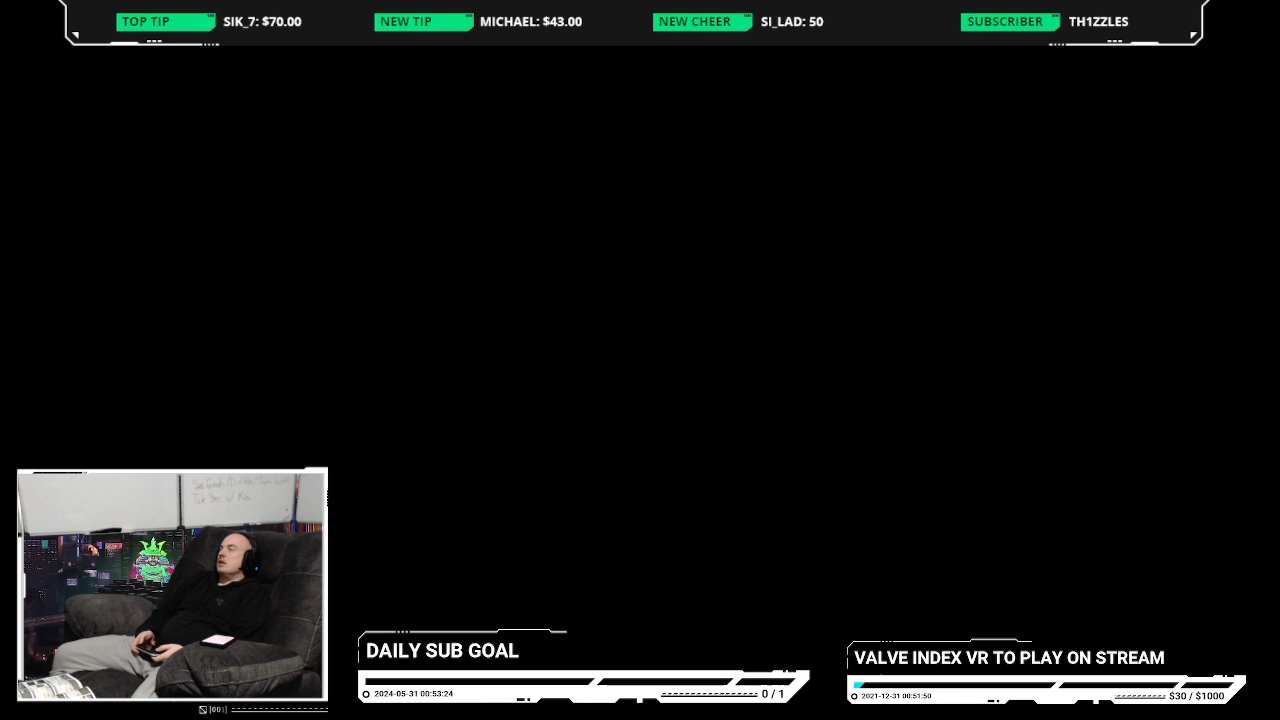 TOP TIP SIK_7: $70.00 NEW TIP MICHAEL: $43.00 NEW CHEER SI_LAD: 50 SUBSCRIBER TH1ZZLES
DAILY SUB GOAL
2024-05-31 00:53:24 0 / 1
VALVE INDEX VR TO PLAY ON STREAM
2021-12-31 00:51:50 $30 / $1000